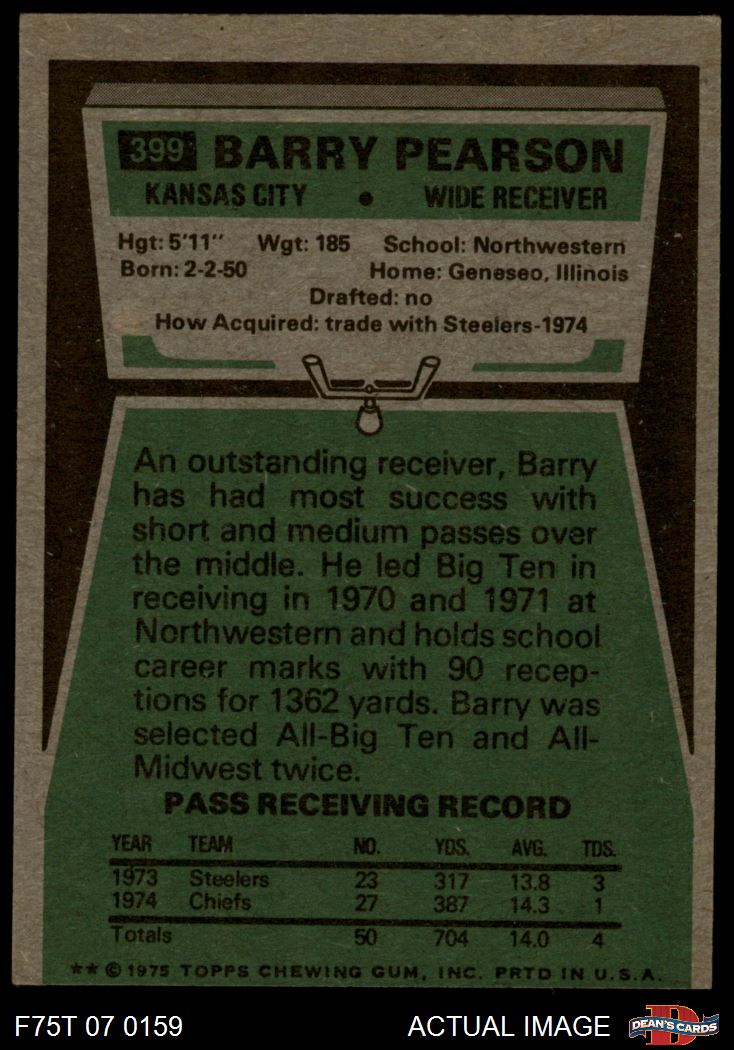 399 BARRY PEARSON
KANSAS CITY • WIDE RECEIVER
Hgt: 5'11" Wgt: 185 School: Northwestern
Born: 2-2-50 Home: Geneseo, Illinois
Drafted: no
How Acquired: trade with Steelers-1974
An outstanding receiver, Barry
has had most success with
short and medium passes over
the middle. He led Big Ten in
receiving in 1970 and 1971 at
Northwestern and holds school
career marks with 90 recep-
tions for 1362 yards. Barry was
selected All-Big Ten and All-
Midwest twice.
PASS RECEIVING RECORD
YEAR TEAM NO. YDS. AVG. TDS.
1973 Steelers 23 317 13.8 3
1974 Chiefs 27 387 14.3 1
Totals 50 704 14.0 4
** © 1975 TOPPS CHEWING GUM, INC. PRTD IN U.S.A.
F75T 07 0159 ACTUAL IMAGE D DEAN'S CARDS